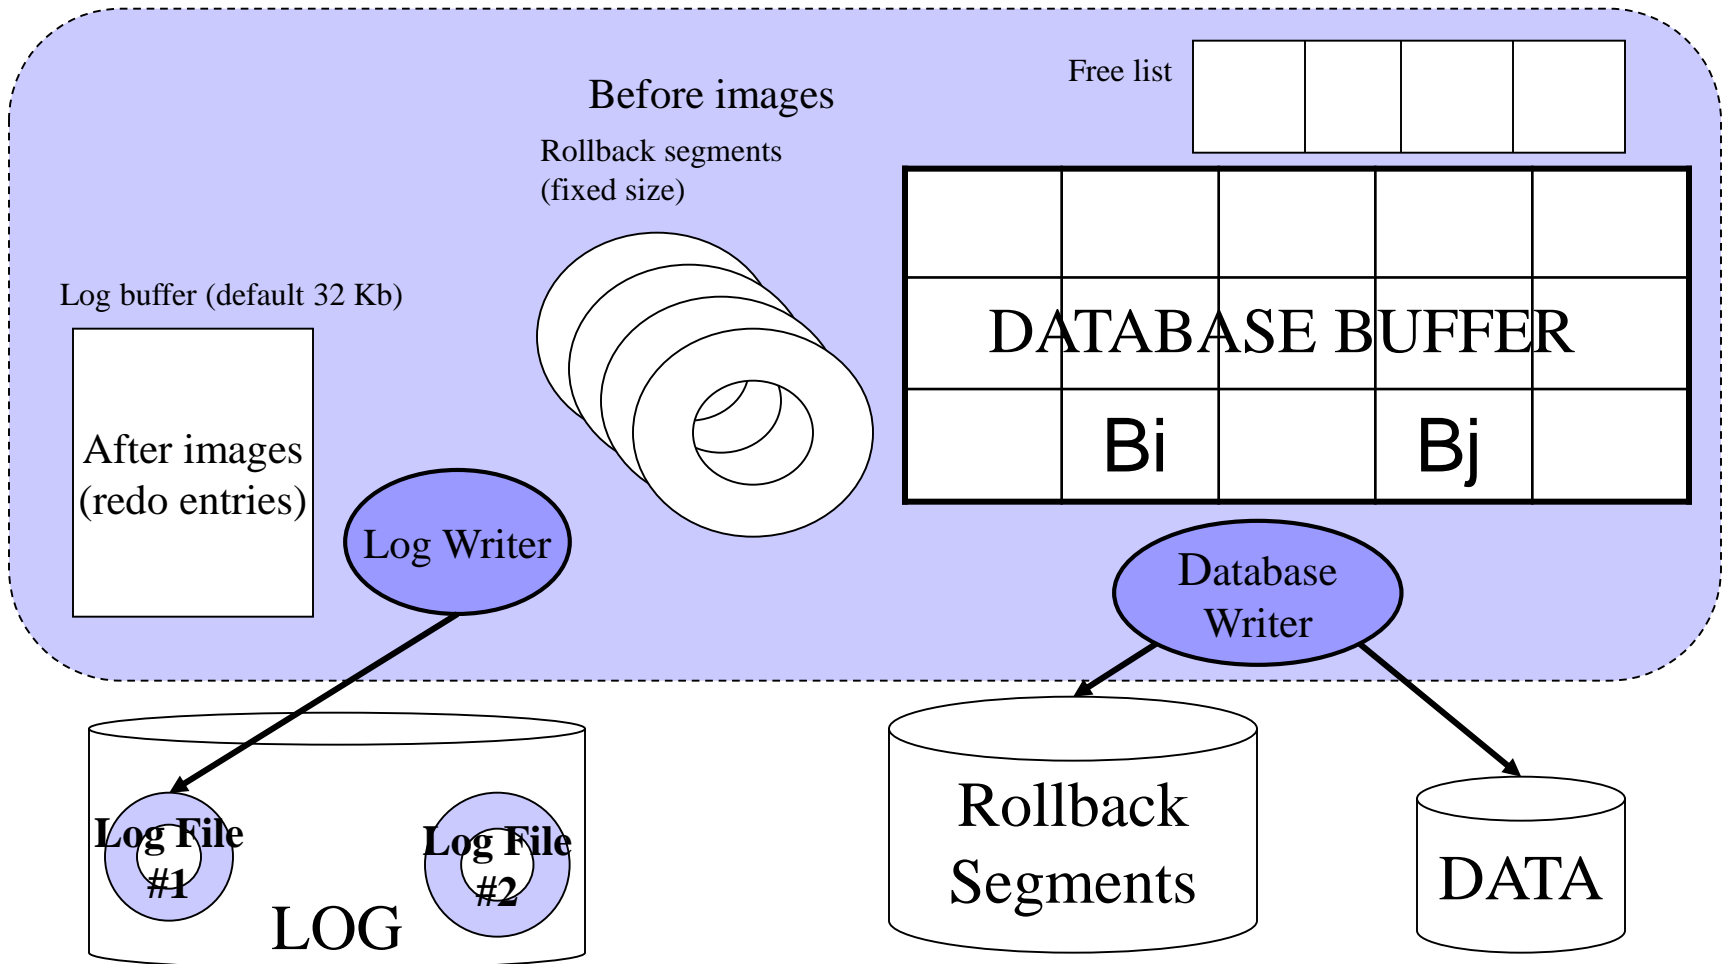 Free list
Before images
Rollback segments
(fixed size)
Log buffer (default 32 Kb)
DATABASE BUFFER
After images
(redo entries)
Bi
Bj
Log Writer
Database
Writer
Log File
#1
Log File
#2
LOG
Rollback
Segments
DATA